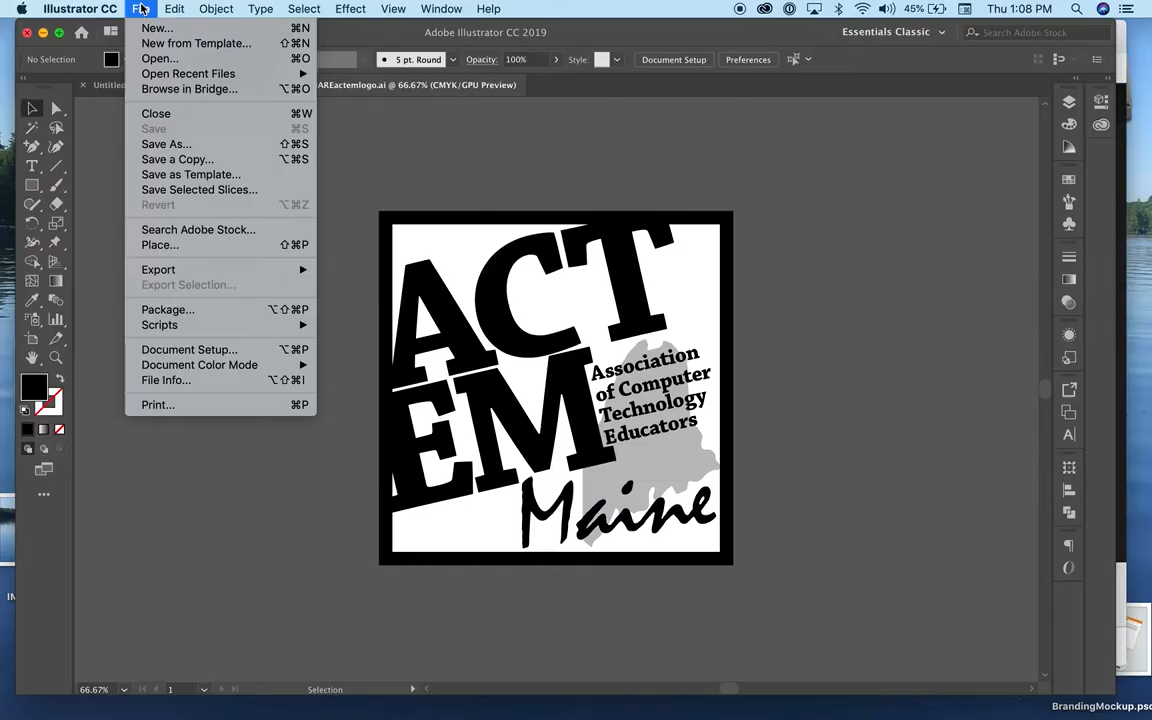 Illustrator CC File Edit Object Type Select Effect View Window Help 45% Thu 1:08 PM
Adobe Illustrator CC 2019 Essentials Classic Search Adobe Stock
No Selection 5 pt. Round Opacity: 100% Style: Document Setup Preferences
AREactemlogo.ai @ 66.67% (CMYK/GPU Preview)
New... ⌘N
New from Template... ⇧⌘N
Open... ⌘O
Open Recent Files
Browse in Bridge... ⌥⌘O
Close ⌘W
Save ⌘S
Save As... ⇧⌘S
Save a Copy... ⌥⌘S
Save as Template...
Save Selected Slices...
Revert ⌥⌘Z
Search Adobe Stock...
Place... ⇧⌘P
Export
Export Selection...
Package... ⌥⇧⌘P
Scripts
Document Setup... ⌥⌘P
Document Color Mode
File Info... ⌥⇧⌘I
Print... ⌘P
ACT
EM
Association
of Computer
Technology
Educators
Maine
66.67% 1 Selection
BrandingMockup.psd